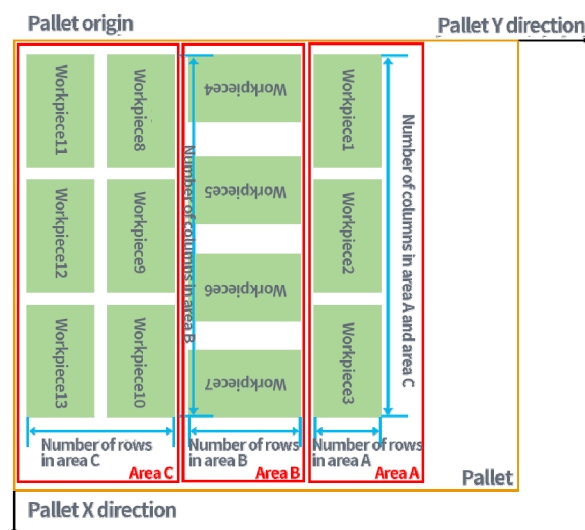 Pallet origin
Pallet Y direction
Workpiece11
Workpiece8
Workpiece4
Workpiece1
Workpiece12
Workpiece9
Workpiece5
Workpiece2
Workpiece6
Workpiece13
Workpiece10
Workpiece7
Workpiece3
Number of columns
in area B
Number of columns in area A and area C
Number of rows
in area C
Number of rows
in area B
Number of rows
in area A
Area C
Area B
Area A
Pallet
Pallet X direction